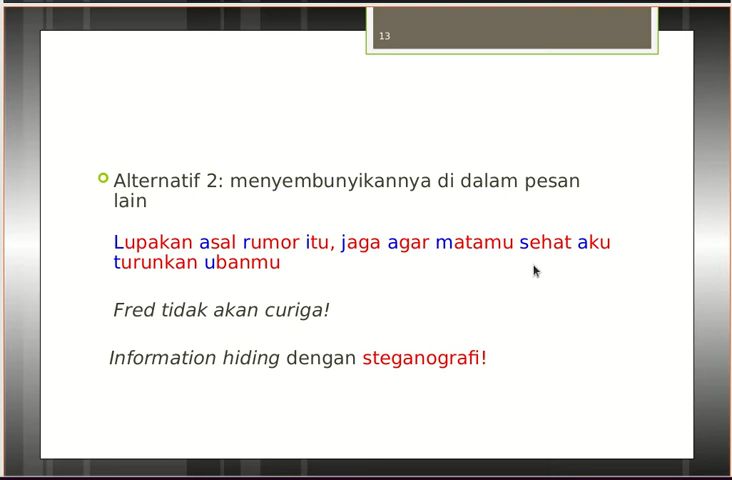 13
Alternatif 2: menyembunyikannya di dalam pesan
lain
Lupakan asal rumor itu, jaga agar matamu sehat aku
turunkan ubanmu
Fred tidak akan curiga!
Information hiding dengan steganografi!